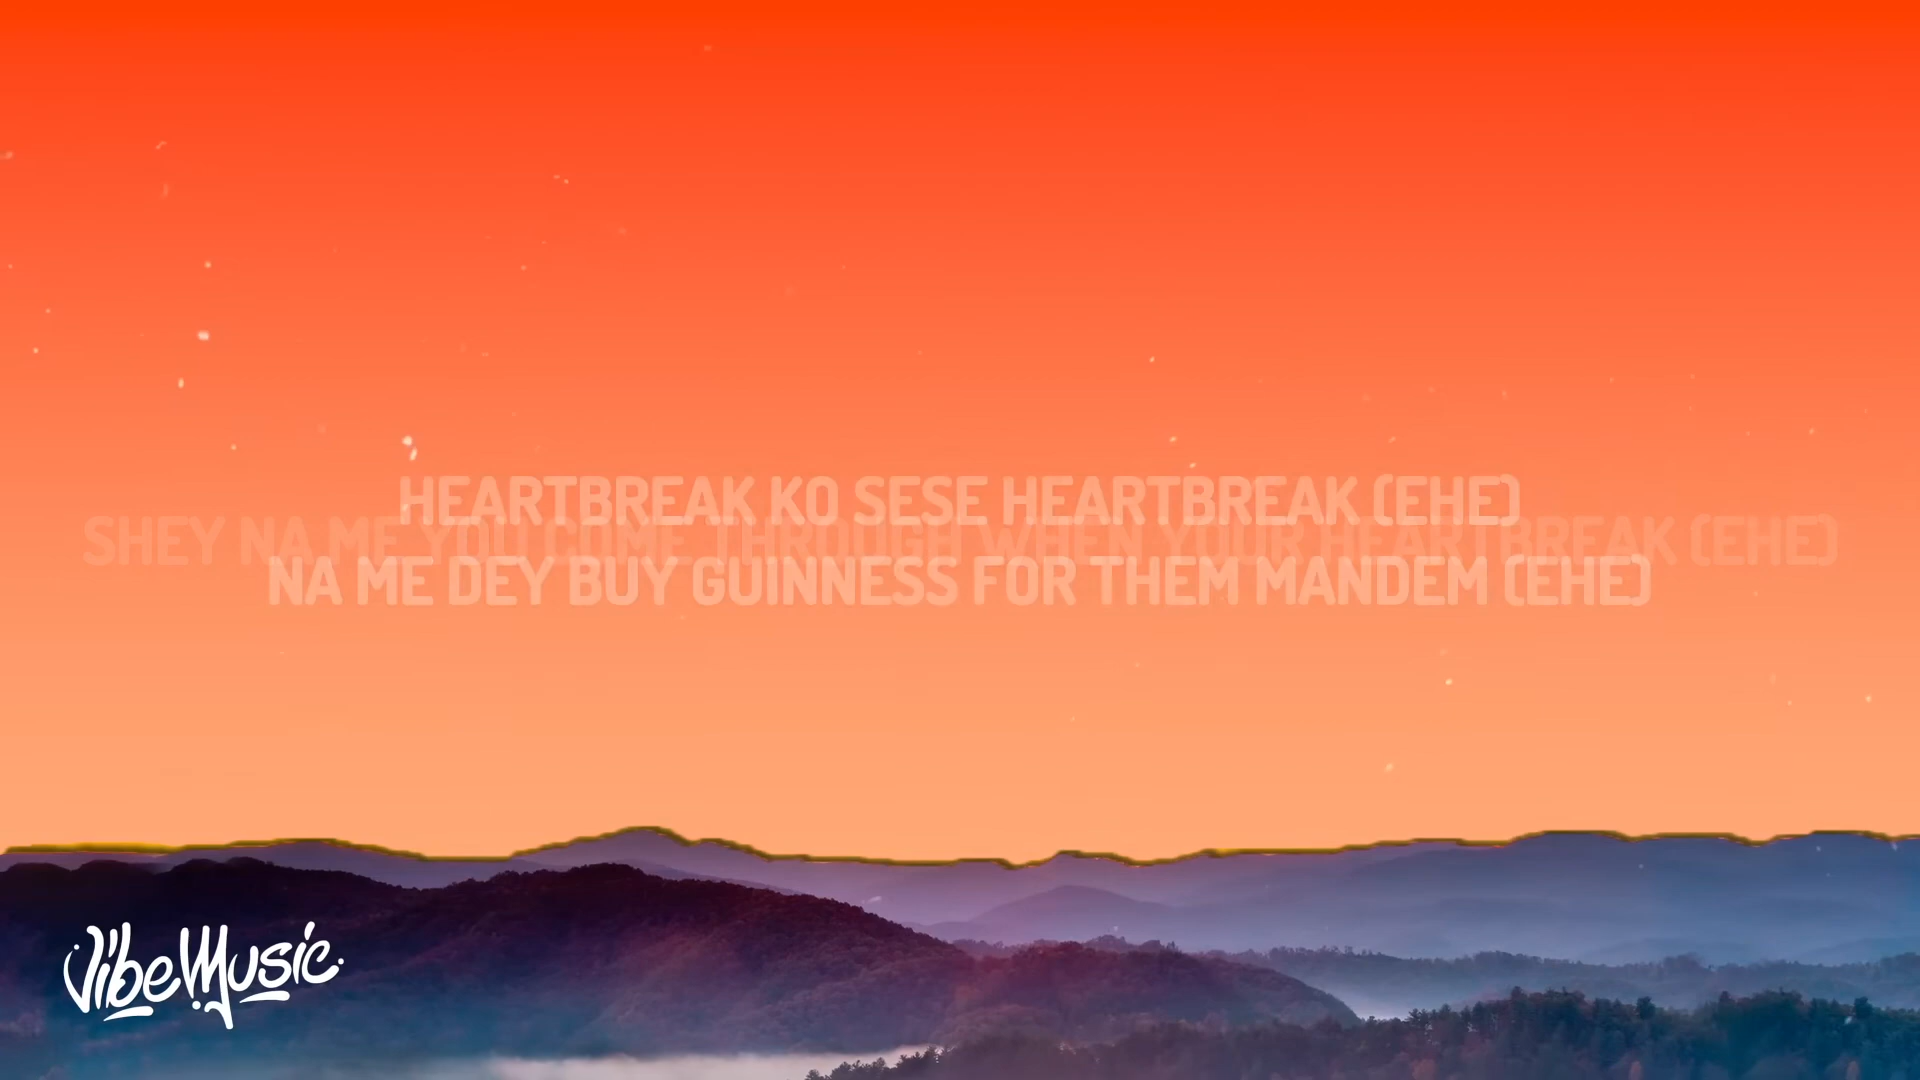 HEARTBREAK KO SESE HEARTBREAK (EHE)
SHEY NA ME YOU COME THROUGH WHEN YOUR HEARTBREAK (EHE)
NA ME DEY BUY GUINNESS FOR THEM MANDEM (EHE)
VibeMusic